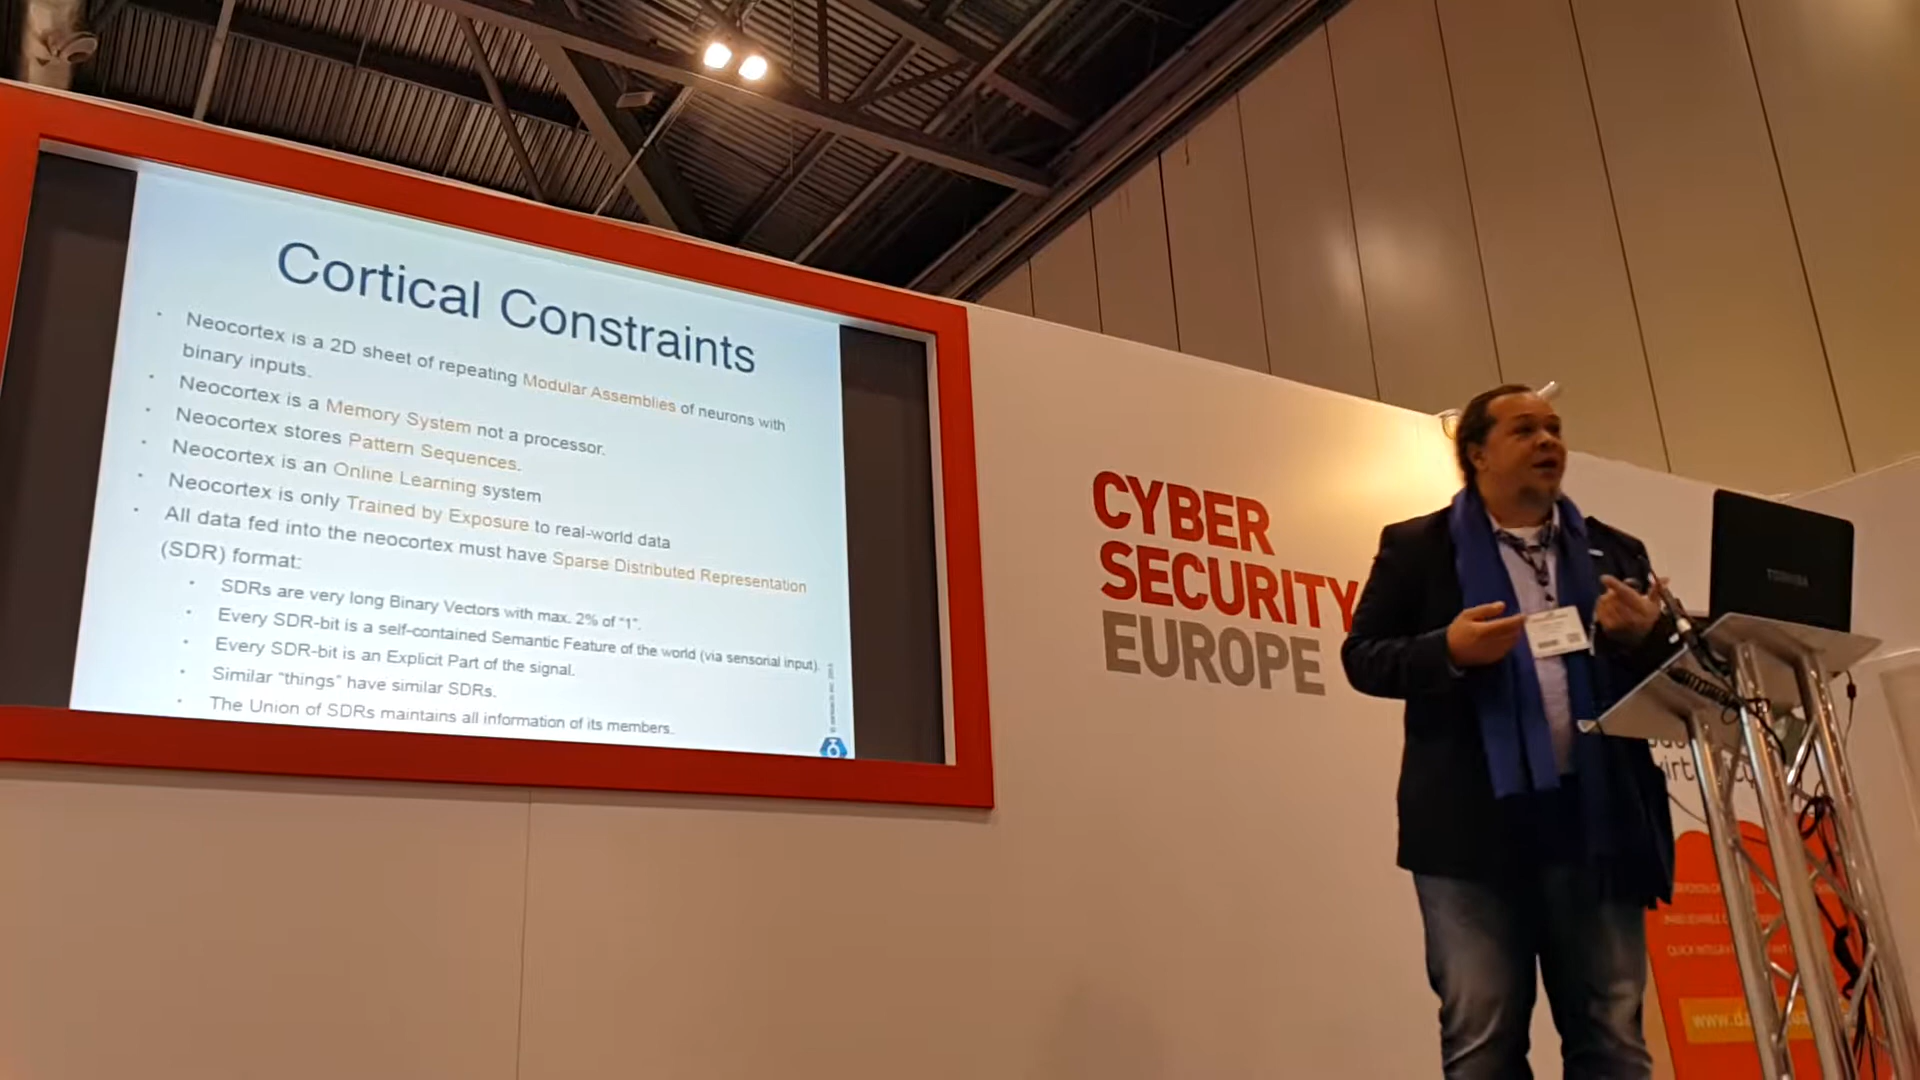 Cortical Constraints
Neocortex is a 2D sheet of repeating Modular Assemblies of neurons with
binary inputs.
Neocortex is a Memory System not a processor.
Neocortex stores Pattern Sequences.
Neocortex is an Online Learning system
Neocortex is only Trained by Exposure to real-world data
All data fed into the neocortex must have Sparse Distributed Representation
(SDR) format:
SDRs are very long Binary Vectors with max. 2% of "1".
Every SDR-bit is a self-contained Semantic Feature of the world (via sensorial input).
Every SDR-bit is an Explicit Part of the signal.
Similar "things" have similar SDRs.
The Union of SDRs maintains all information of its members.
CYBER
SECURITY
EUROPE
TOSHIBA